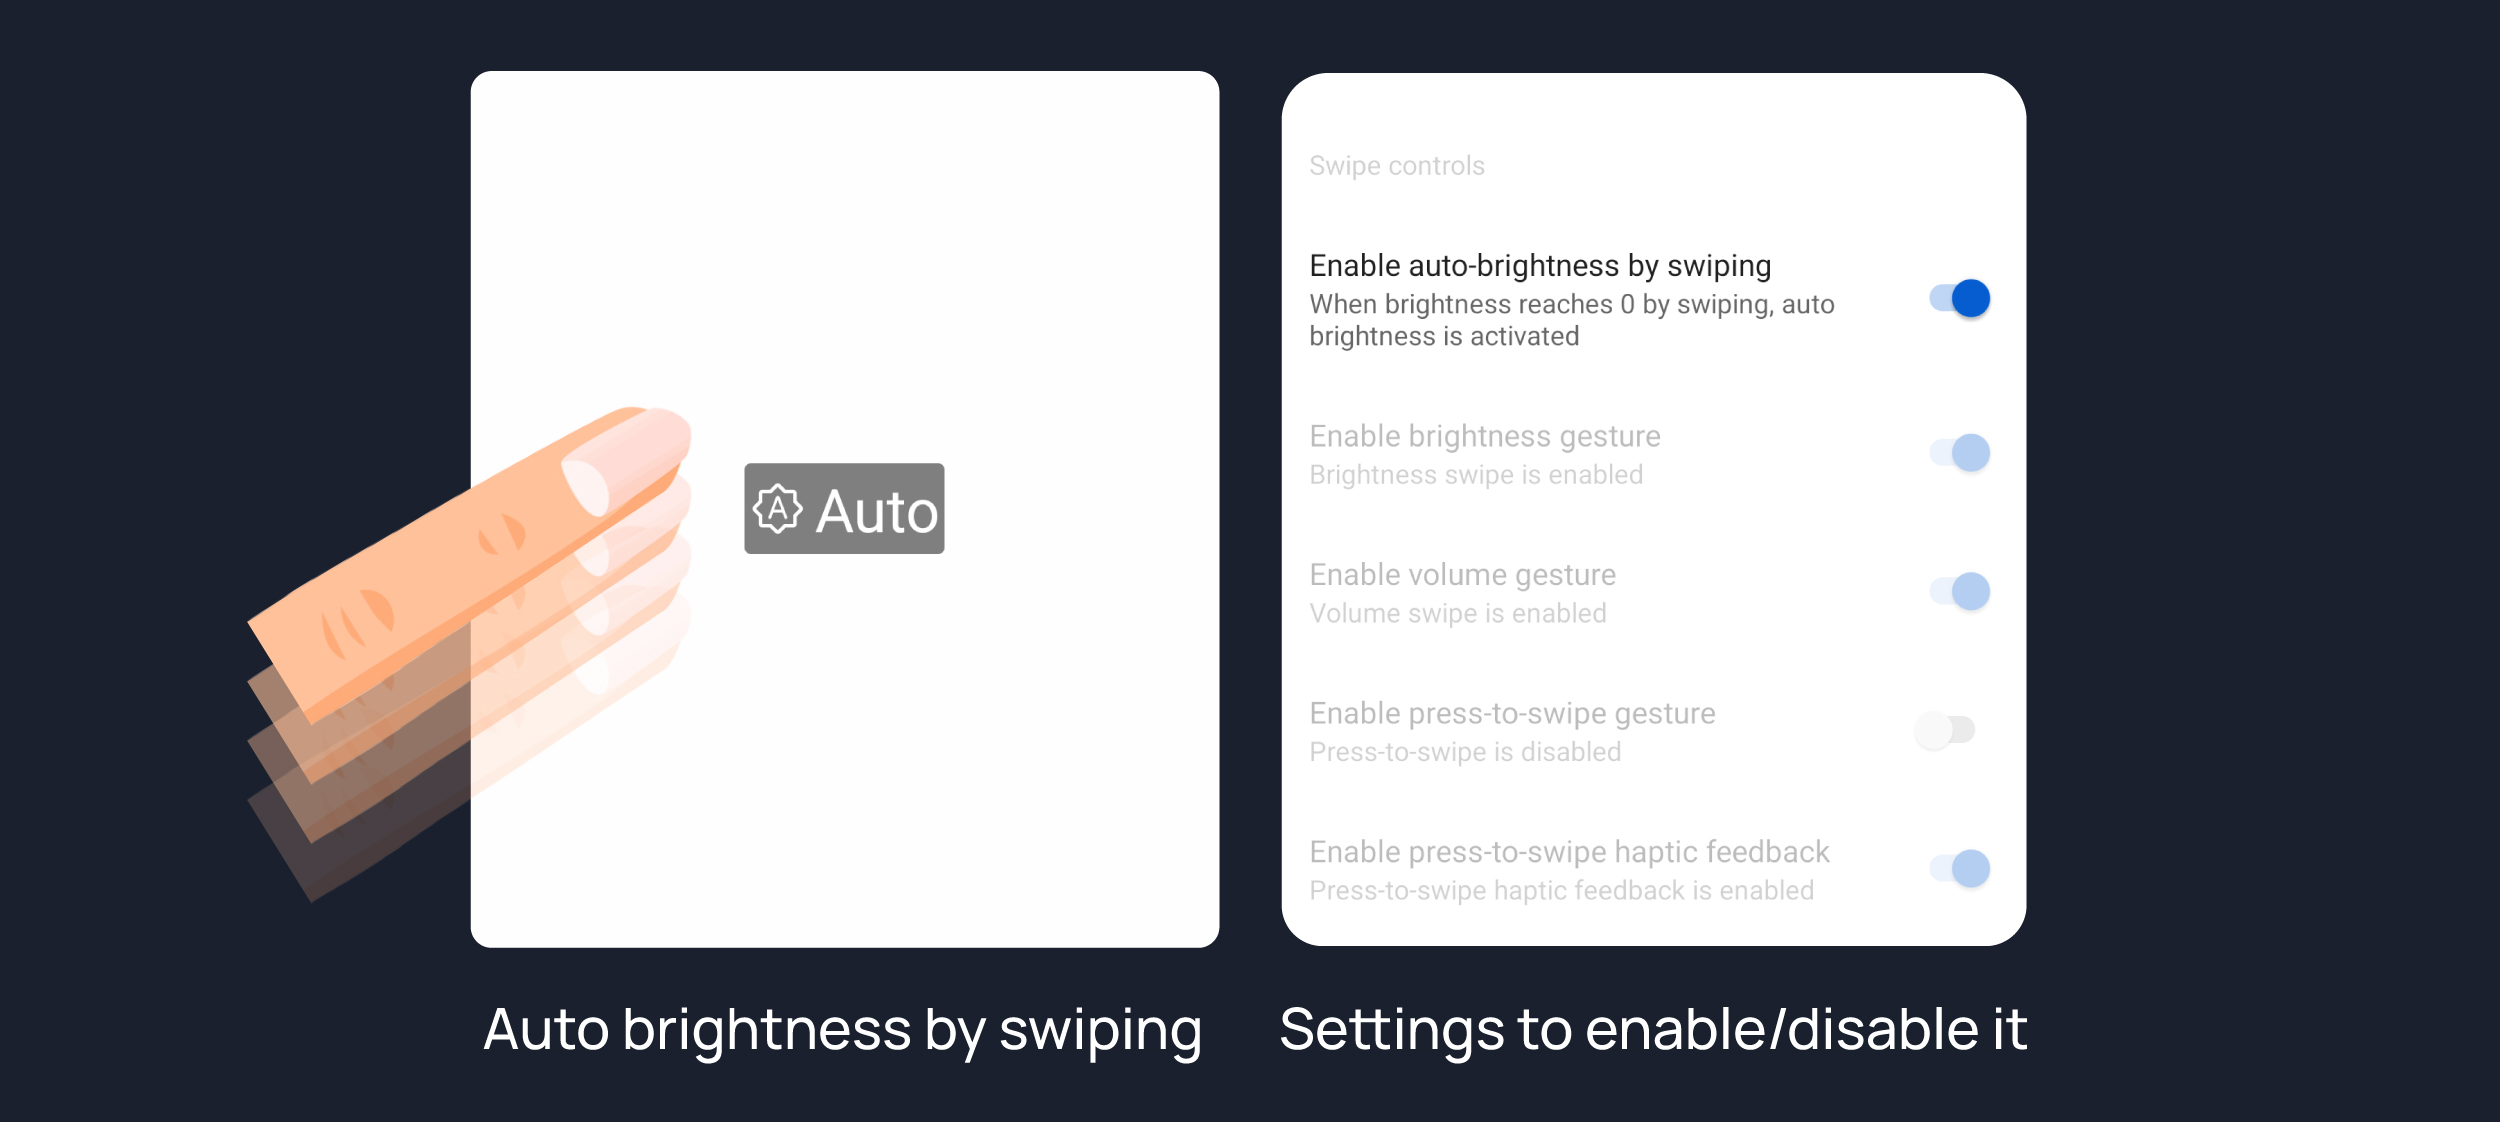 A Auto
Auto brightness by swiping
Swipe controls
Enable auto-brightness by swiping
When brightness reaches 0 by swiping, auto
brightness is activated
Enable brightness gesture
Brightness swipe is enabled
Enable volume gesture
Volume swipe is enabled
Enable press-to-swipe gesture
Press-to-swipe is disabled
Enable press-to-swipe haptic feedback
Press-to-swipe haptic feedback is enabled
Settings to enable/disable it